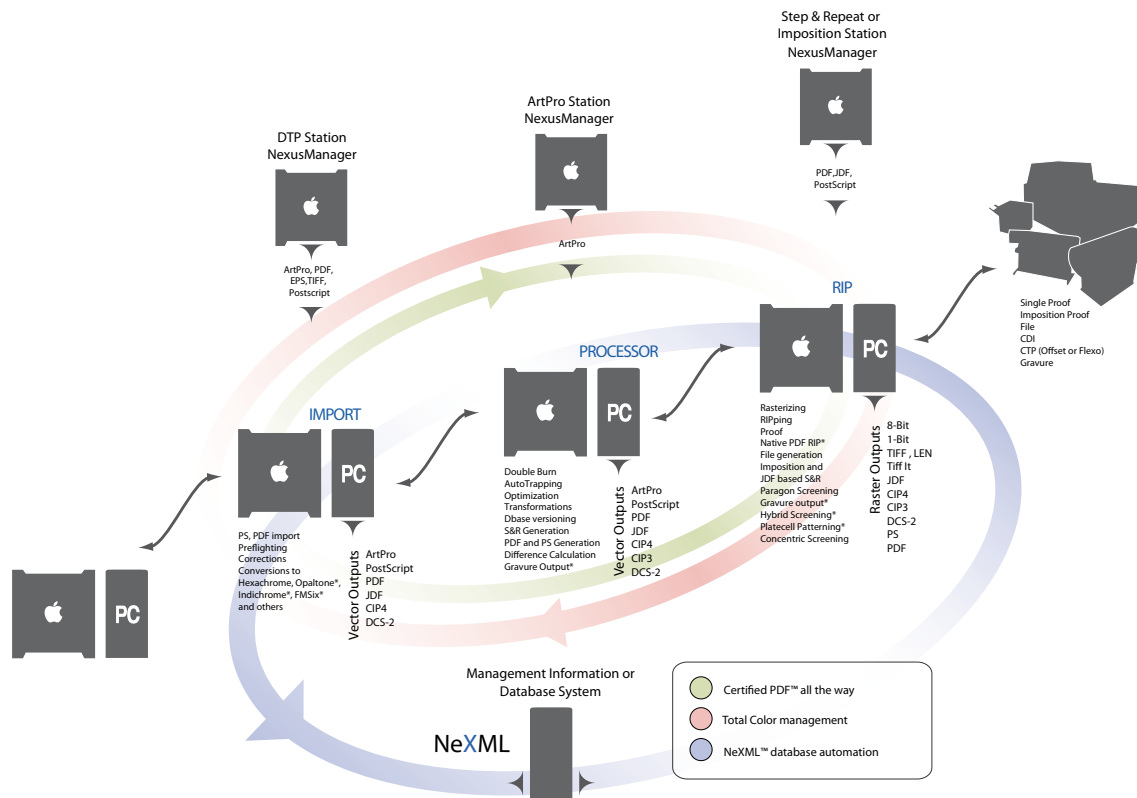 Step & Repeat or
Imposition Station
NexusManager
ArtPro Station
NexusManager
DTP Station
NexusManager
PDF,JDF,
PostScript
ArtPro
ArtPro, PDF,
EPS,TIFF,
Postscript
Single Proof
Imposition Proof
File
CDI
CTP (Offset or Flexo)
Gravure
RIP
PC
Rasterizing
RIPping
Proof
Native PDF RIP*
File generation
Imposition and
JDF based S&R
Paragon Screening
Gravure output*
Hybrid Screening*
Platecell Patterning*
Concentric Screening
Raster Outputs
8-Bit
1-Bit
TIFF , LEN
Tiff It
JDF
CIP4
CIP3
DCS-2
PS
PDF
PROCESSOR
PC
Double Burn
AutoTrapping
Optimization
Transformations
Dbase versioning
S&R Generation
PDF and PS Generation
Difference Calculation
Gravure Output*
Vector Outputs
ArtPro
PostScript
PDF
JDF
CIP4
CIP3
DCS-2
IMPORT
PC
PS, PDF import
Preflighting
Corrections
Conversions to
Hexachrome, Opaltone*,
Indichrome*, FMSix*
and others
Vector Outputs
ArtPro
PostScript
PDF
JDF
CIP4
DCS-2
PC
Management Information or
Database System
NeXML
Certified PDF™ all the way
Total Color management
NeXML™ database automation